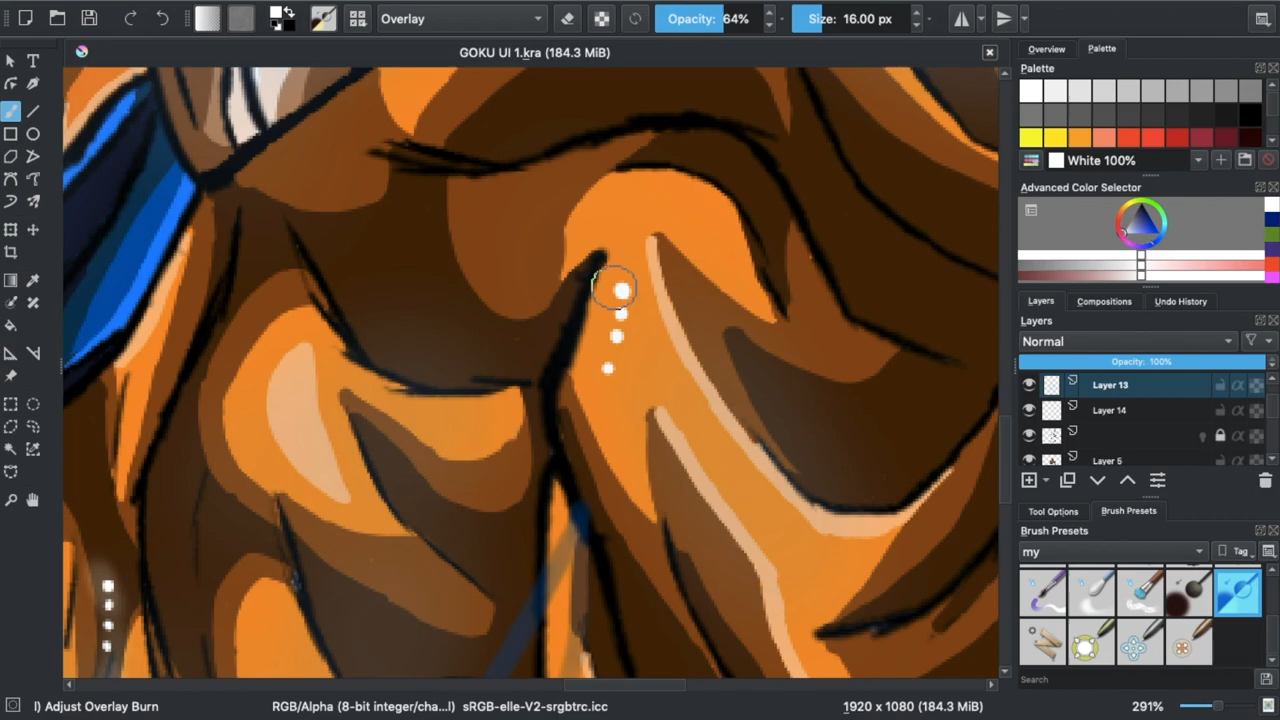 Overlay
Opacity: 64%
Size: 16.00 px
GOKU UI 1.kra (184.3 MiB)
Overview
Palette
Palette
White 100%
Advanced Color Selector
Layers
Compositions
Undo History
Layers
Normal
Opacity: 100%
Layer 13
Layer 14
Layer 5
Tool Options
Brush Presets
Brush Presets
my
Tag
Search
l) Adjust Overlay Burn
RGB/Alpha (8-bit integer/cha...l) sRGB-elle-V2-srgbtrc.icc
1920 x 1080 (184.3 MiB)
291%